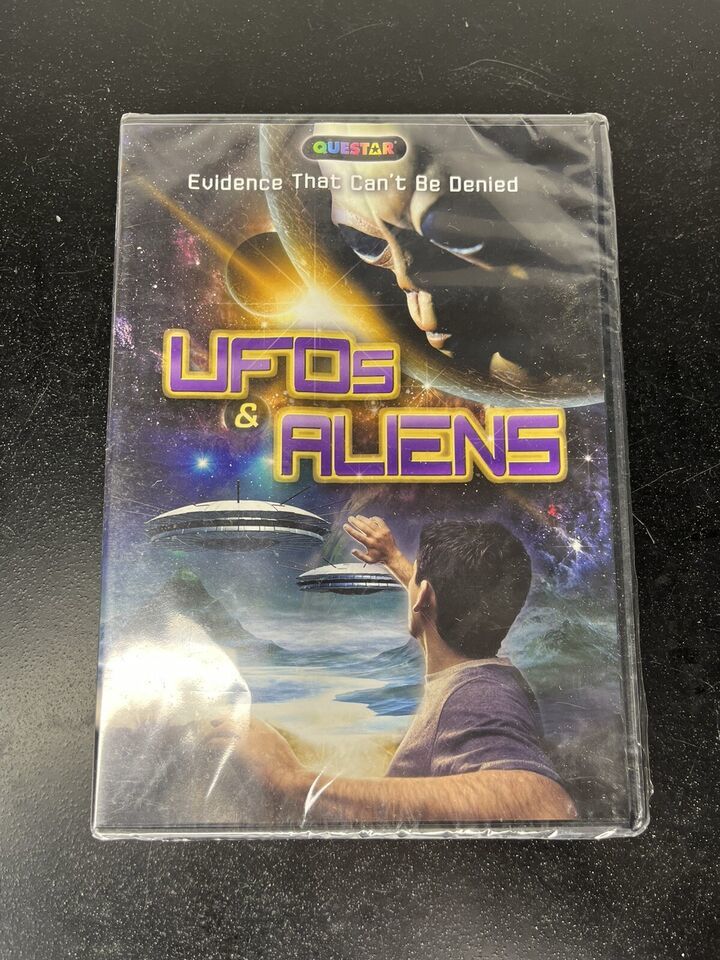 QUESTAR
Evidence That Can't Be Denied
UFOs
&
ALIENS